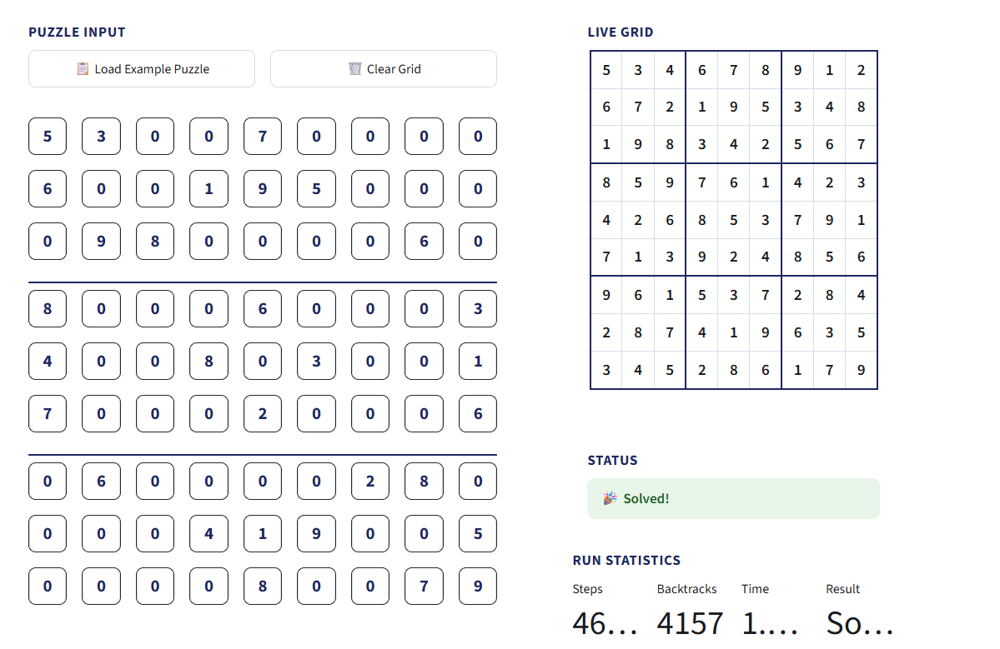 PUZZLE INPUT
📋 Load Example Puzzle
🗑️ Clear Grid
5 3 0 0 7 0 0 0 0
6 0 0 1 9 5 0 0 0
0 9 8 0 0 0 0 6 0
8 0 0 0 6 0 0 0 3
4 0 0 8 0 3 0 0 1
7 0 0 0 2 0 0 0 6
0 6 0 0 0 0 2 8 0
0 0 0 4 1 9 0 0 5
0 0 0 0 8 0 0 7 9
LIVE GRID
5 3 4 6 7 8 9 1 2
6 7 2 1 9 5 3 4 8
1 9 8 3 4 2 5 6 7
8 5 9 7 6 1 4 2 3
4 2 6 8 5 3 7 9 1
7 1 3 9 2 4 8 5 6
9 6 1 5 3 7 2 8 4
2 8 7 4 1 9 6 3 5
3 4 5 2 8 6 1 7 9
STATUS
🎉 Solved!
RUN STATISTICS
Steps Backtracks Time Result
46… 4157 1.… So…